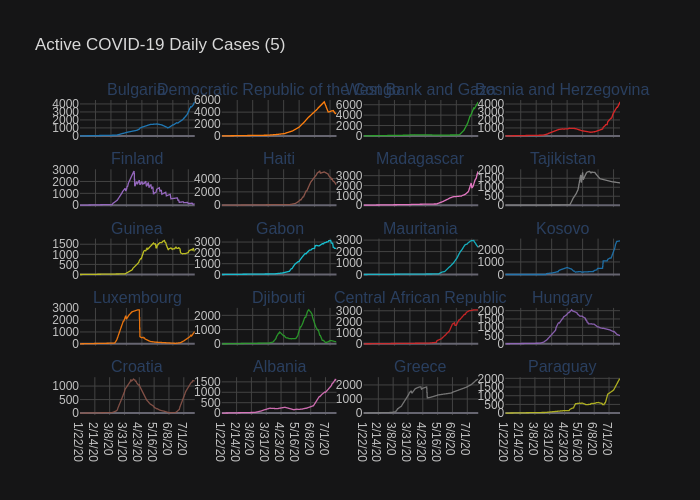 Active COVID-19 Daily Cases (5)
Bulgaria Democratic Republic of the Congo West Bank and Gaza Bosnia and Herzegovina
4000 3000 2000 1000 0 6000 4000 2000 0 6000 4000 2000 0 4000 3000 2000 1000 0
Finland Haiti Madagascar Tajikistan
3000 2000 1000 0 4000 2000 0 3000 2000 1000 0 2000 1500 1000 500 0
Guinea Gabon Mauritania Kosovo
1500 1000 500 0 3000 2000 1000 0 3000 2000 1000 0 2000 1000 0
Luxembourg Djibouti Central African Republic Hungary
3000 2000 1000 0 2000 1000 0 3000 2000 1000 0 2000 1500 1000 500 0
Croatia Albania Greece Paraguay
1000 500 0 1500 1000 500 0 2000 1000 0 2000 1500 1000 500 0
1/22/20 2/14/20 3/8/20 3/31/20 4/23/20 5/16/20 6/8/20 7/1/20 1/22/20 2/14/20 3/8/20 3/31/20 4/23/20 5/16/20 6/8/20 7/1/20 1/22/20 2/14/20 3/8/20 3/31/20 4/23/20 5/16/20 6/8/20 7/1/20 1/22/20 2/14/20 3/8/20 3/31/20 4/23/20 5/16/20 6/8/20 7/1/20